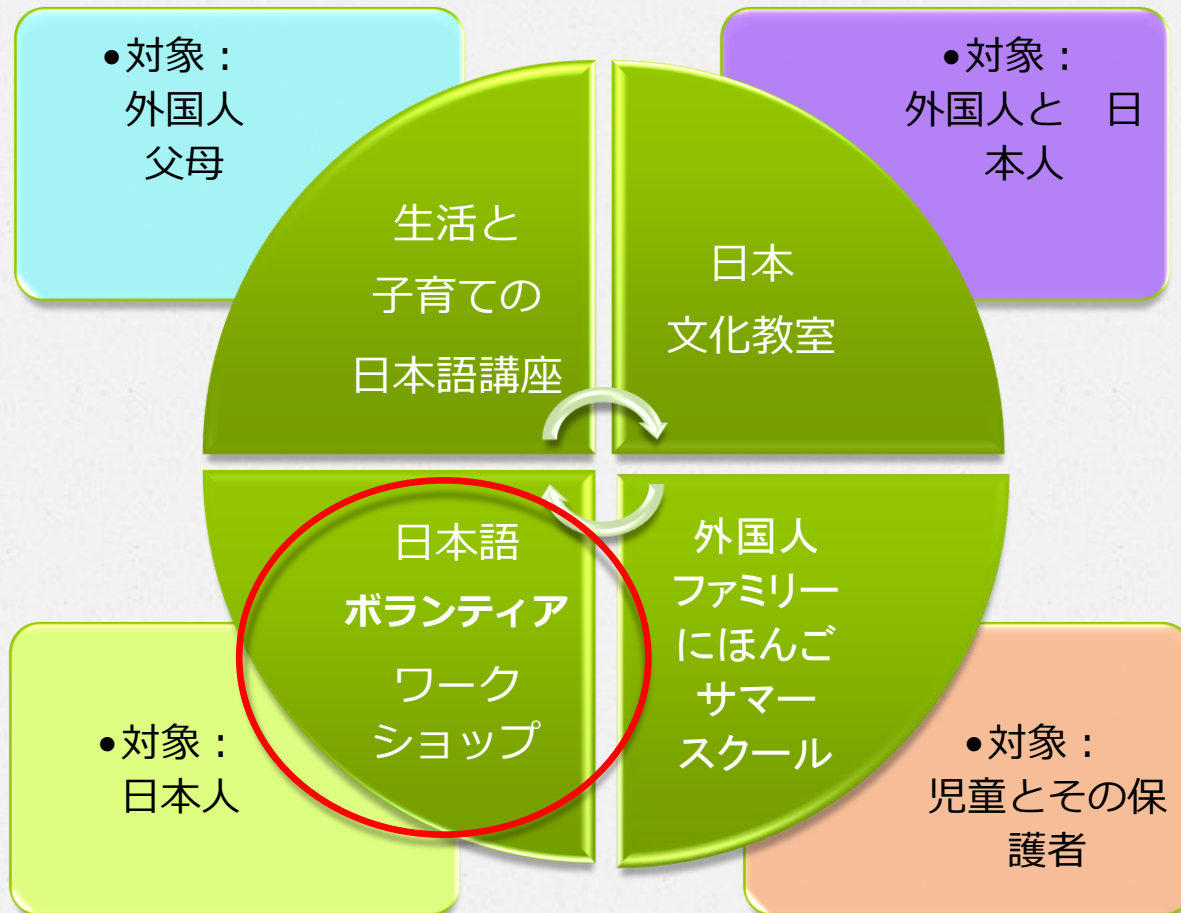 •対象：
外国人
父母
生活と
子育ての
日本語講座
•対象：
外国人と　日
本人
日本
文化教室
•対象：
日本人
日本語
ボランティア
ワーク
ショップ
外国人
ファミリー
にほんご
サマー
スクール
•対象：
児童とその保
護者